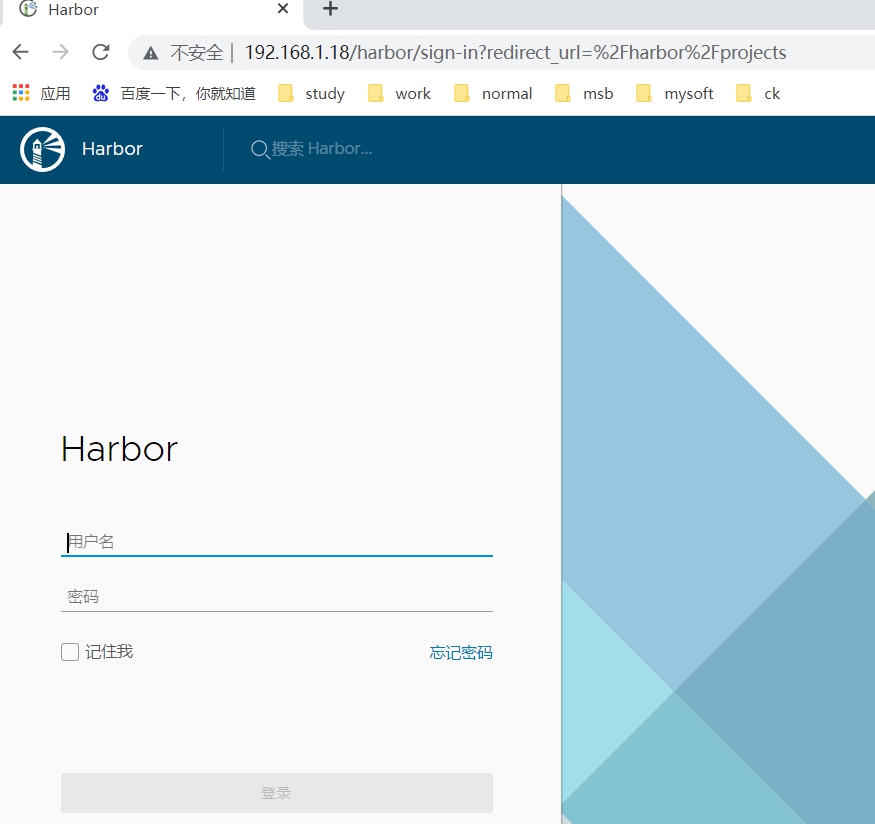 Harbor
不安全 | 192.168.1.18/harbor/sign-in?redirect_url=%2Fharbor%2Fprojects
应用 百度一下，你就知道 study work normal msb mysoft ck
Harbor 搜索 Harbor...
Harbor
用户名
密码
记住我 忘记密码
登录